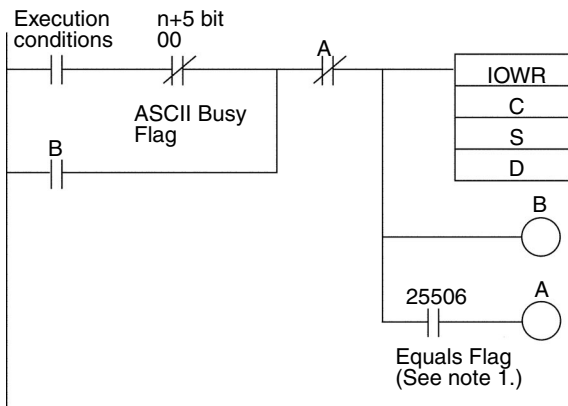 Execution
conditions
n+5 bit
00
A
IOWR
C
S
D
ASCII Busy
Flag
B
B
25506
A
Equals Flag
(See note 1.)